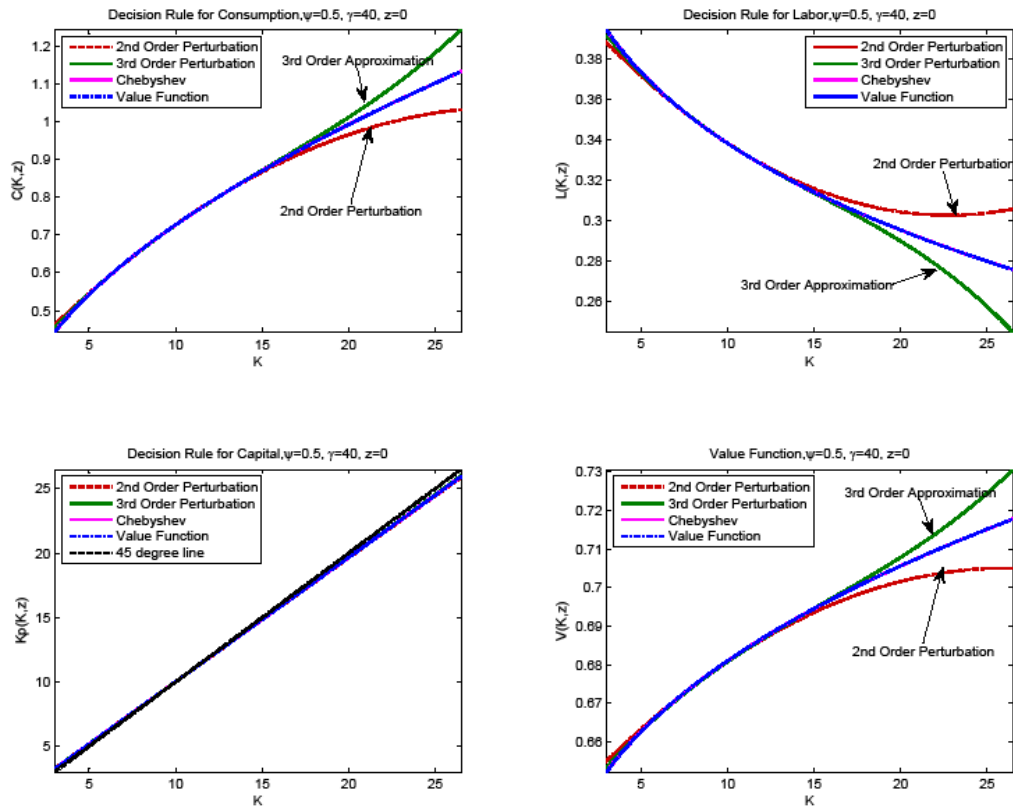 Decision Rule for Consumption,ψ=0.5, γ=40, z=0
1.2
1.1
1
0.9
0.8
0.7
0.6
0.5
C(K,z)
2nd Order Perturbation
3rd Order Perturbation
Chebyshev
Value Function
3rd Order Approximation
2nd Order Perturbation
5 10 15 20 25
K
Decision Rule for Labor,ψ=0.5, γ=40, z=0
0.38
0.36
0.34
0.32
0.3
0.28
0.26
L(K,z)
2nd Order Perturbation
3rd Order Perturbation
Chebyshev
Value Function
2nd Order Perturbation
3rd Order Approximation
5 10 15 20 25
K
Decision Rule for Capital,ψ=0.5, γ=40, z=0
25
20
15
10
5
Kp(K,z)
2nd Order Perturbation
3rd Order Perturbation
Chebyshev
Value Function
45 degree line
5 10 15 20 25
K
Value Function,ψ=0.5, γ=40, z=0
0.73
0.72
0.71
0.7
0.69
0.68
0.67
0.66
V(K,z)
2nd Order Perturbation
3rd Order Perturbation
Chebyshev
Value Function
3rd Order Approximation
2nd Order Perturbation
5 10 15 20 25
K